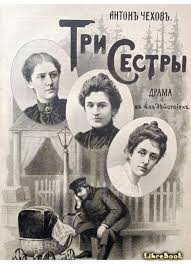 АНТОНЪ ЧЕХОВЪ.
ТРИ
СЕСТРЫ
ДРАМА
въ 4-хъ дѣйствіяхъ.
LibreBook